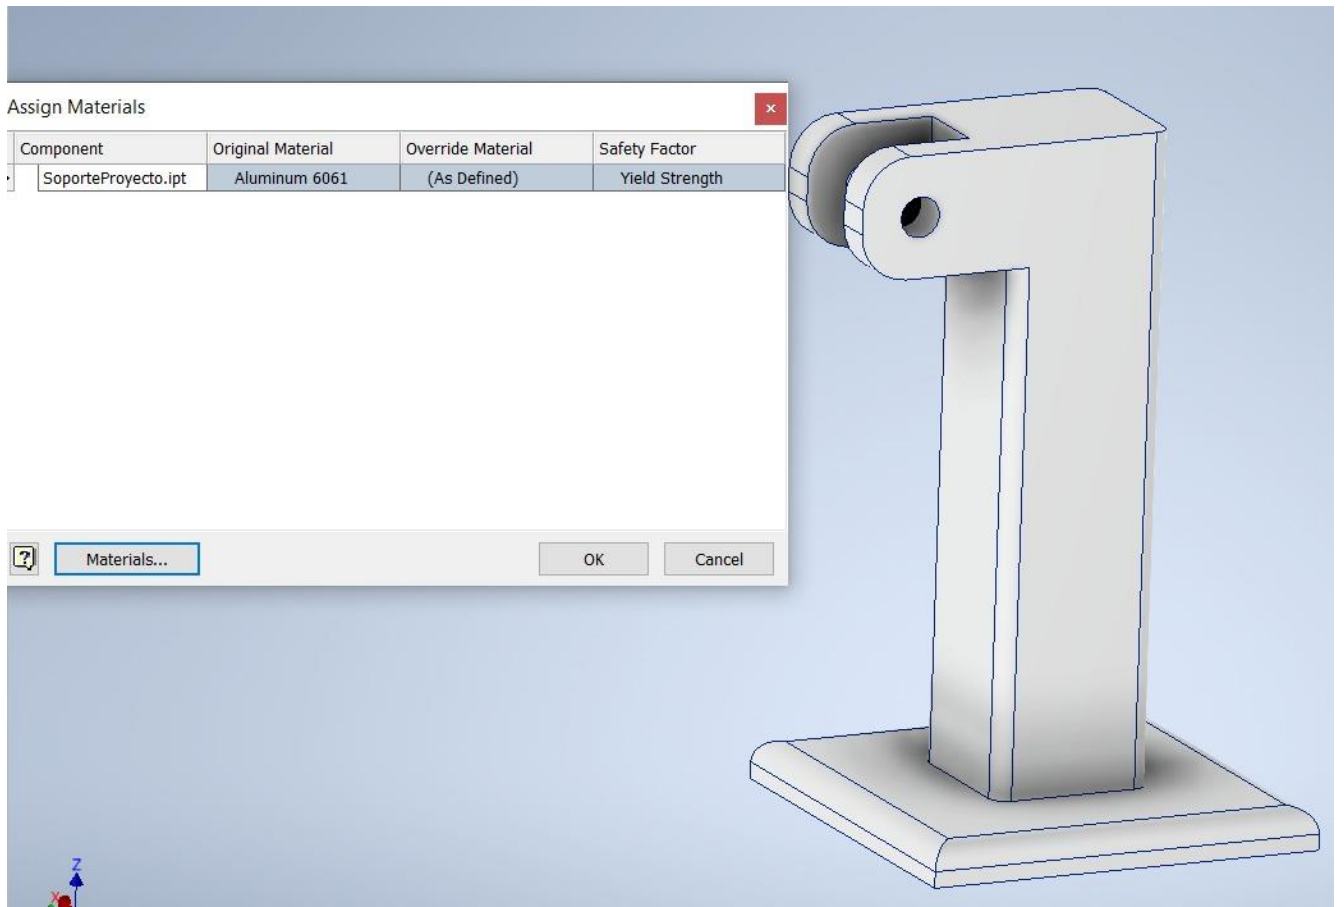 Assign Materials
Component Original Material Override Material Safety Factor
SoporteProyecto.ipt Aluminum 6061 (As Defined) Yield Strength
Materials... OK Cancel
Z
X